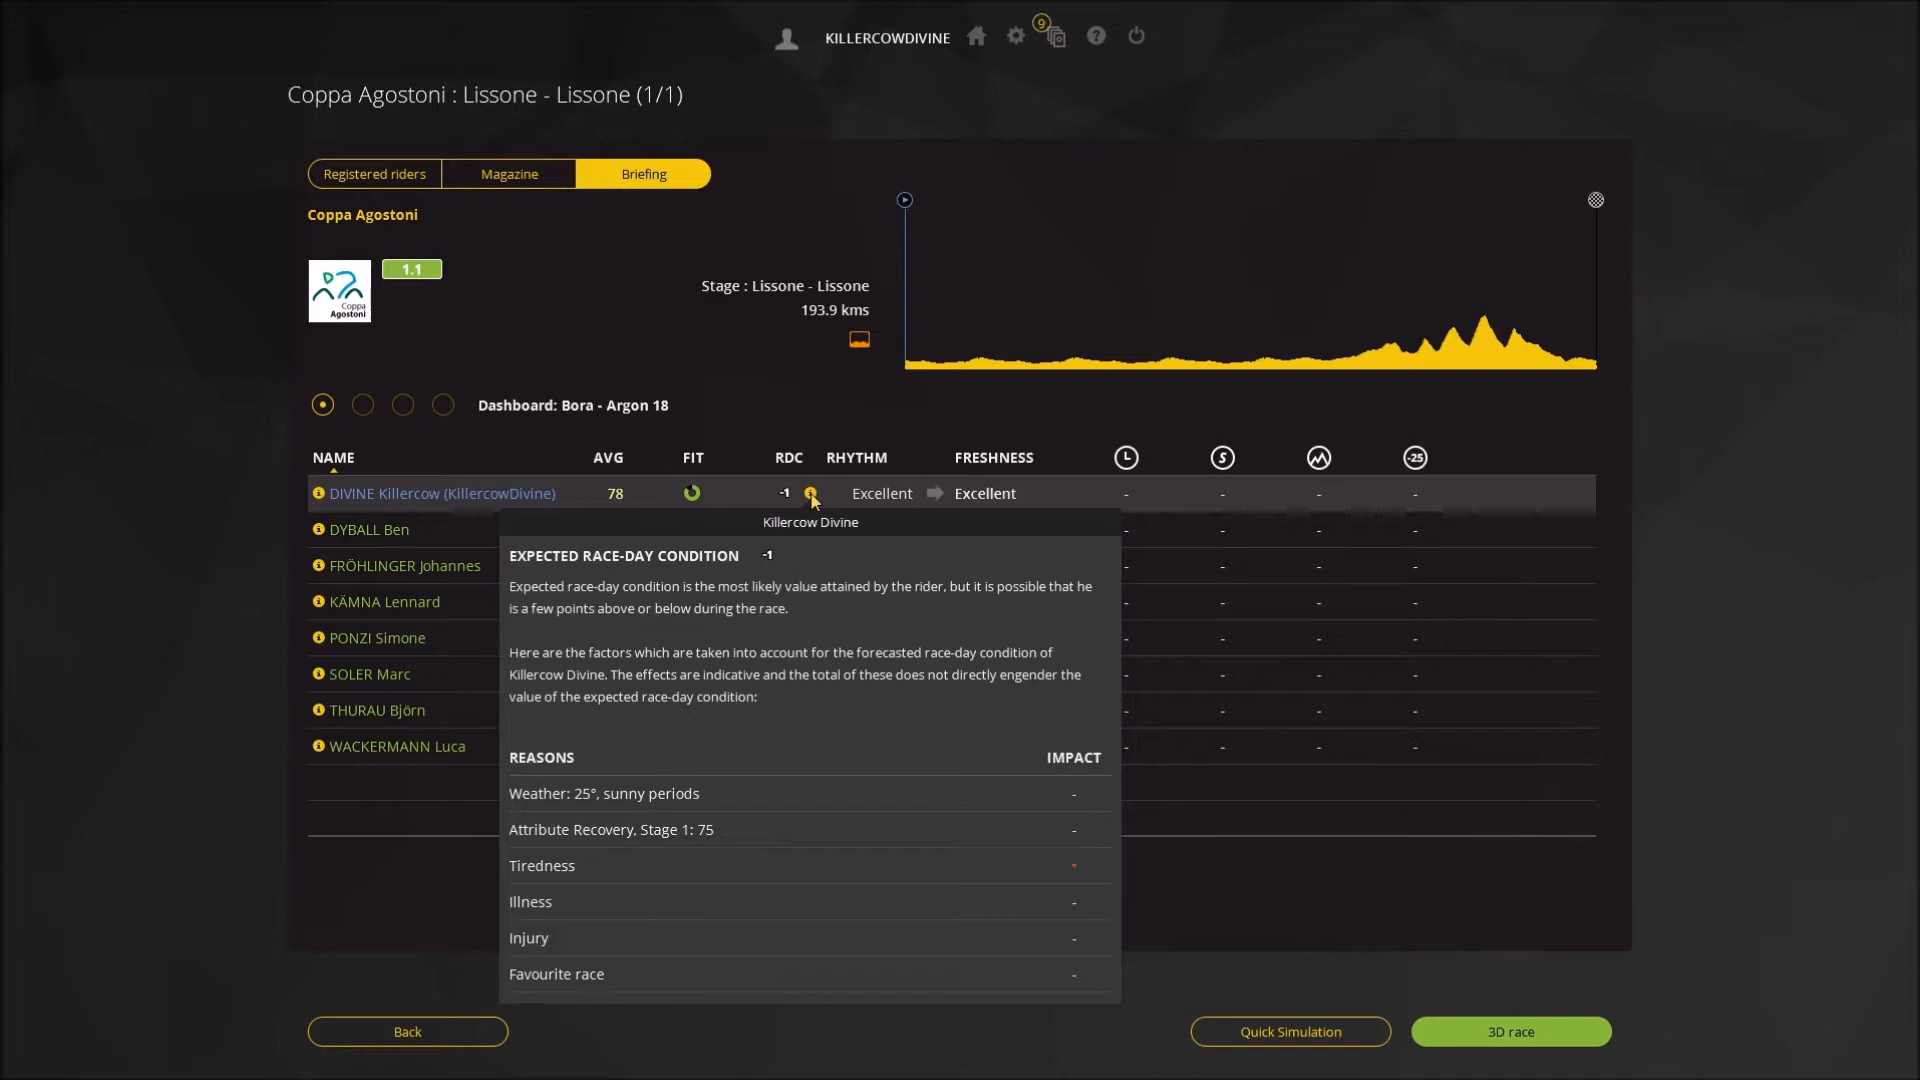 9
KILLERCOWDIVINE
Coppa Agostoni : Lissone - Lissone (1/1)
Registered riders Magazine Briefing
Coppa Agostoni
1.1
Coppa
Agostoni
Stage : Lissone - Lissone
193.9 kms
Dashboard: Bora - Argon 18
NAME AVG FIT RDC RHYTHM FRESHNESS S -25
DIVINE Killercow (KillercowDivine) 78 -1 Excellent Excellent - - - -
Killercow Divine
DYBALL Ben - - - -
FRÖHLINGER Johannes - - - -
KÄMNA Lennard - - - -
PONZI Simone - - - -
SOLER Marc - - - -
THURAU Björn - - - -
WACKERMANN Luca - - - -
EXPECTED RACE-DAY CONDITION -1
Expected race-day condition is the most likely value attained by the rider, but it is possible that he
is a few points above or below during the race.
Here are the factors which are taken into account for the forecasted race-day condition of
Killercow Divine. The effects are indicative and the total of these does not directly engender the
value of the expected race-day condition:
REASONS IMPACT
Weather: 25°, sunny periods -
Attribute Recovery, Stage 1: 75 -
Tiredness
Illness -
Injury -
Favourite race -
Back Quick Simulation 3D race